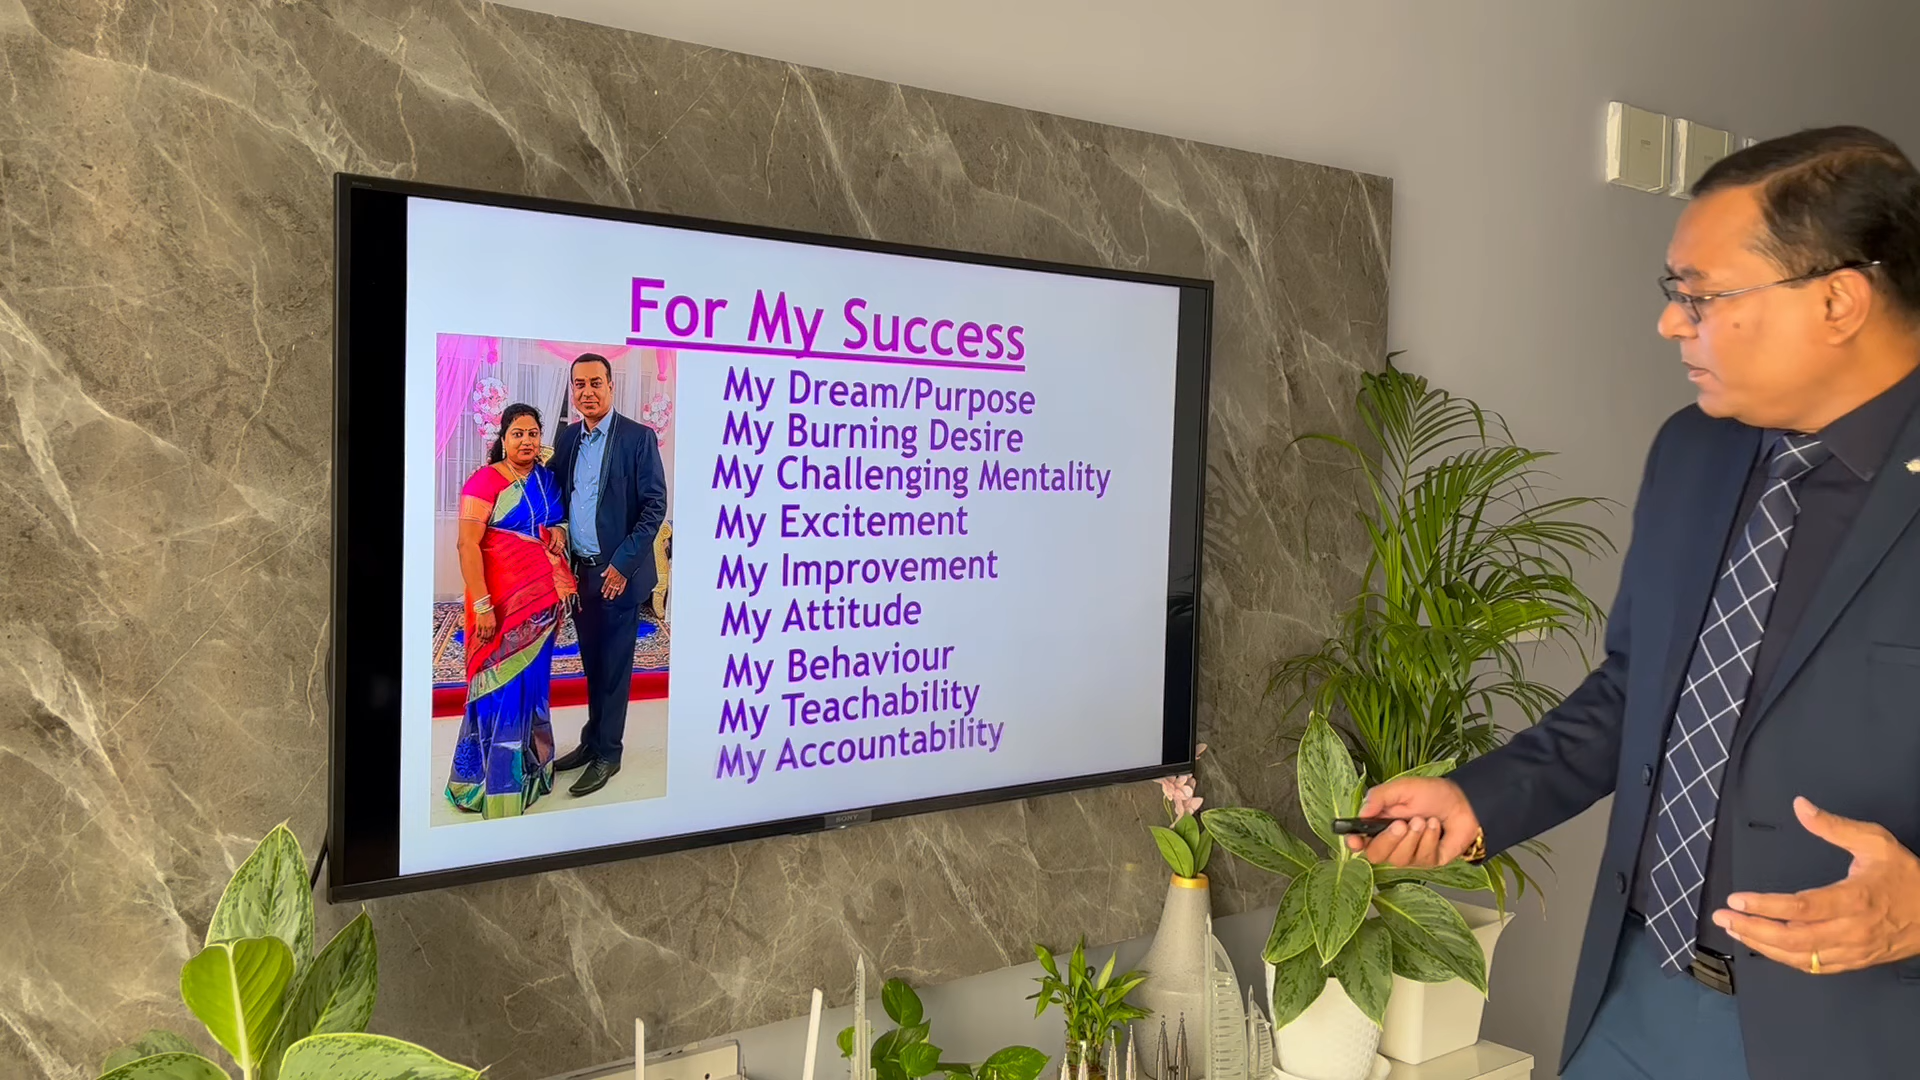 For My Success
My Dream/Purpose
My Burning Desire
My Challenging Mentality
My Excitement
My Improvement
My Attitude
My Behaviour
My Teachability
My Accountability
SONY